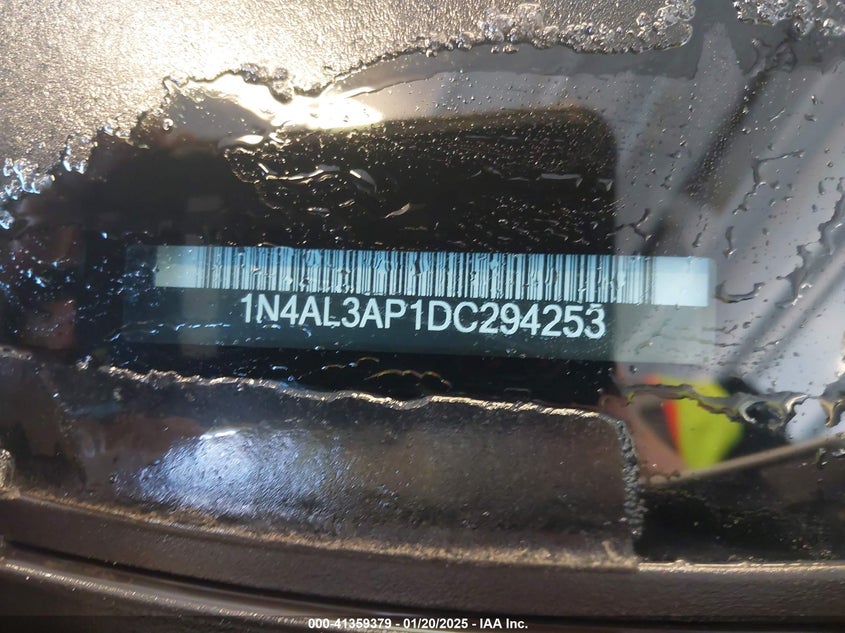 1N4AL3AP1DC294253
000-41359379 - 01/20/2025 - IAA Inc.